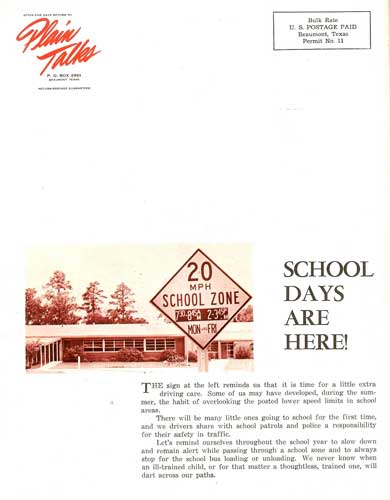 AFTER FIVE DAYS RETURN TO
Plain
Talks
P. O. BOX 2951
BEAUMONT, TEXAS
RETURN POSTAGE GUARANTEED
Bulk Rate
U. S. POSTAGE PAID
Beaumont, Texas
Permit No. 11
20
MPH
SCHOOL ZONE
MON FRI
SCHOOL
DAYS
ARE
HERE!
THE sign at the left reminds us that it is time for a little extra
driving care. Some of us may have developed, during the sum-
mer, the habit of overlooking the posted lower speed limits in school
areas.
There will be many little ones going to school for the first time,
and we drivers share with school patrols and police a responsibility
for their safety in traffic.
Let's remind ourselves throughout the school year to slow down
and remain alert while passing through a school zone and to always
stop for the school bus loading or unloading. We never know when
an ill-trained child, or for that matter a thoughtless, trained one, will
dart across our paths.